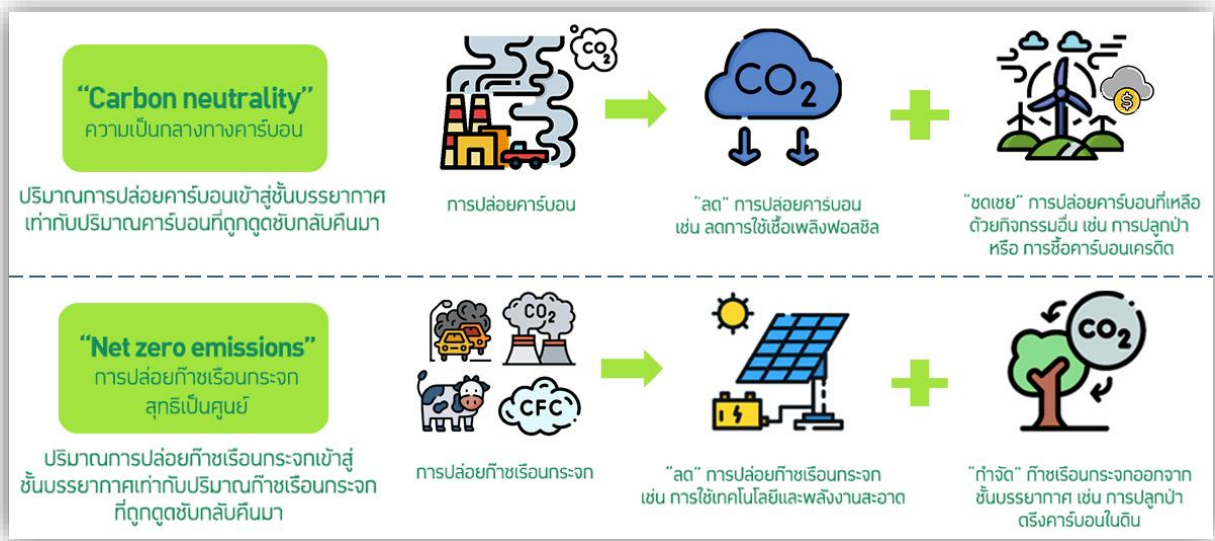 “Carbon neutrality”
ความเป็นกลางทางคาร์บอน
ปริมาณการปล่อยคาร์บอนเข้าสู่ชั้นบรรยากาศ
เท่ากับปริมาณคาร์บอนที่ถูกดูดซับกลับคืนมา
CO2
การปล่อยคาร์บอน
CO2
"ลด" การปล่อยคาร์บอน
เช่น ลดการใช้เชื้อเพลิงฟอสซิล
$
"ชดเชย" การปล่อยคาร์บอนที่เหลือ
ด้วยกิจกรรมอื่น เช่น การปลูกป่า
หรือ การซื้อคาร์บอนเครดิต
“Net zero emissions”
การปล่อยก๊าซเรือนกระจก
สุทธิเป็นศูนย์
ปริมาณการปล่อยก๊าซเรือนกระจกเข้าสู่
ชั้นบรรยากาศเท่ากับปริมาณก๊าซเรือนกระจก
ที่ถูกดูดซับกลับคืนมา
CO2
CFC
การปล่อยก๊าซเรือนกระจก
"ลด" การปล่อยก๊าซเรือนกระจก
เช่น การใช้เทคโนโลยีและพลังงานสะอาด
CO2
"กำจัด" ก๊าซเรือนกระจกออกจาก
ชั้นบรรยากาศ เช่น การปลูกป่า
ตรึงคาร์บอนในดิน